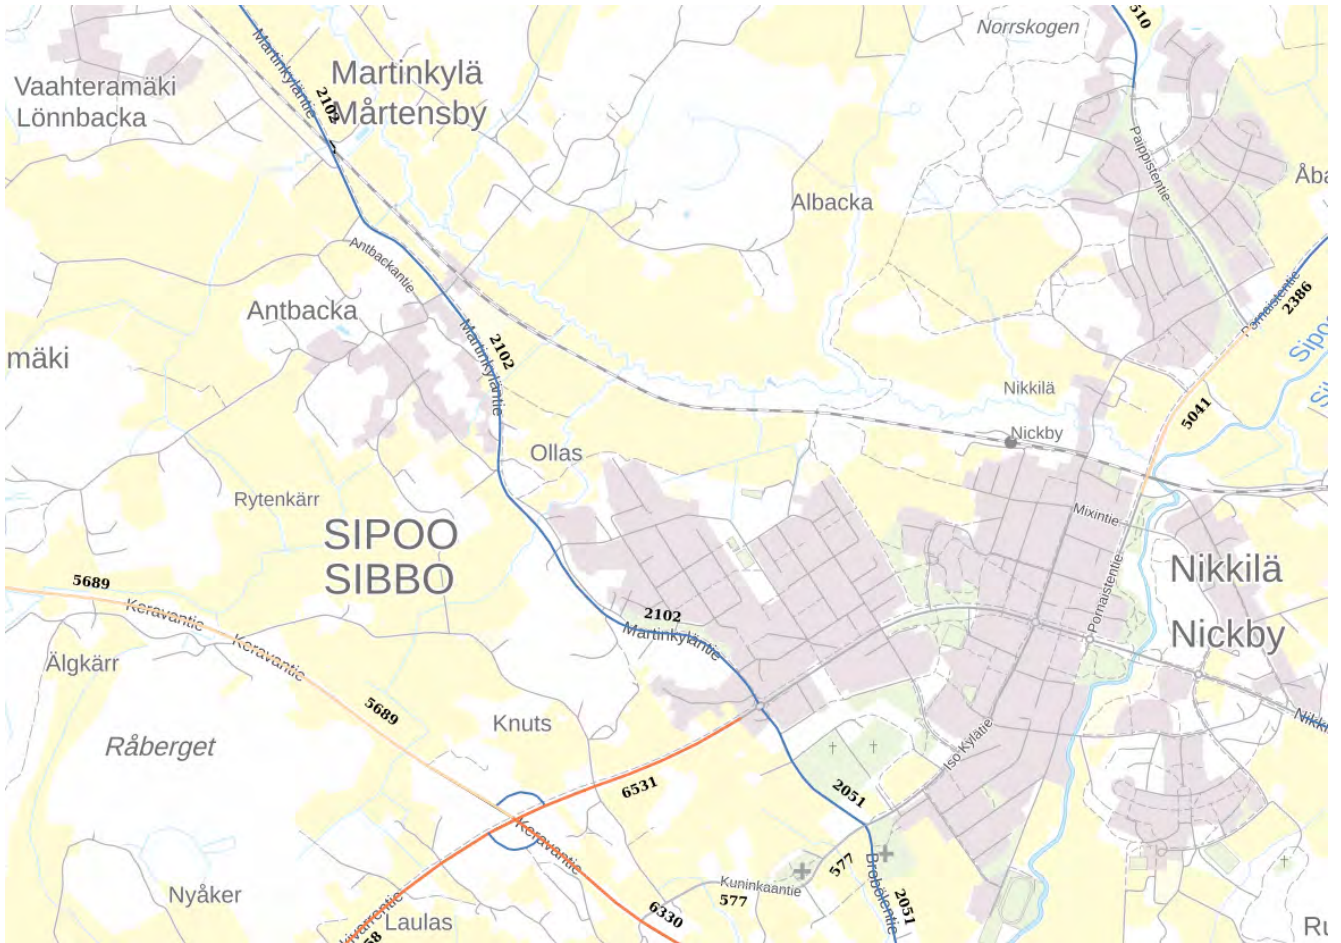 Norrskogen
510
Martinkyläntie
2102
Vaahteramäki
Lönnbacka
Martinkylä
Mårtensby
Paippistentie
Albacka
Antbackantie
Antbacka
Martinkyläntie
2102
Pornaistentie
2386
mäki
Nikkilä
Nickby
5041
Ollas
Rytenkärr
SIPOO
SIBBO
Mixintie
Pornaistentie
Nikkilä
Nickby
5689
Keravantie
Keravantie
2102
Martinkyläntie
Älgkärr
5689
Knuts
Råberget
Iso Kylätie
6531
2051
Keravantie
577
Brobölentie
Kuninkaantie
577
2051
Nyåker
Laulas
6330